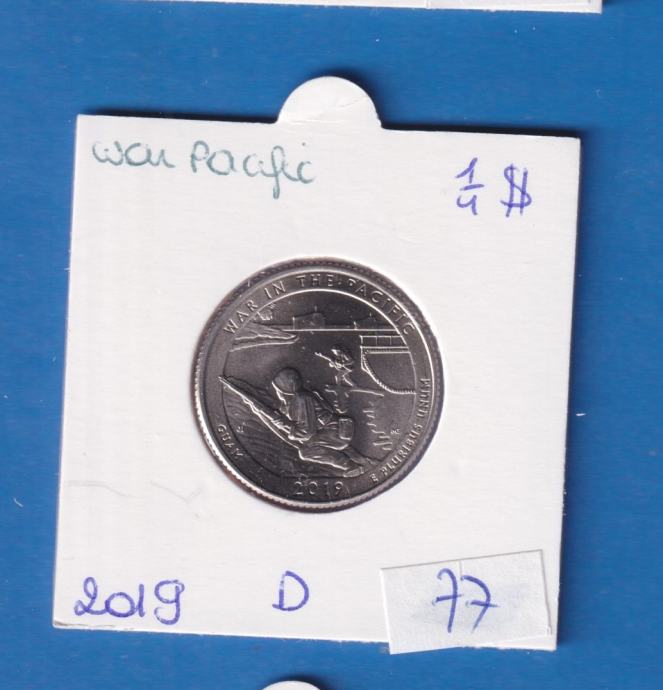 War Pacific
1/4 $
WAR IN THE PACIFIC
GUAM
E PLURIBUS UNUM
2019
2019 D 77